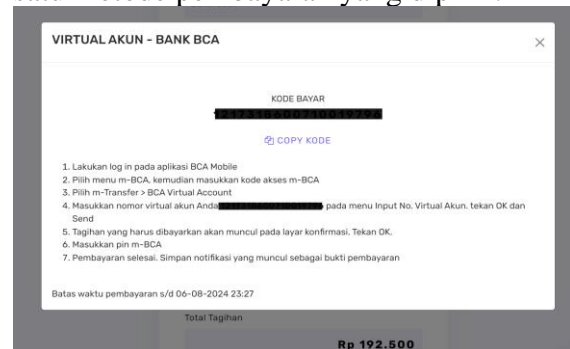 VIRTUAL AKUN - BANK BCA
KODE BAYAR
COPY KODE
1. Lakukan log in pada aplikasi BCA Mobile
2. Pilih menu m-BCA, kemudian masukkan kode akses m-BCA
3. Pilih m-Transfer > BCA Virtual Account
4. Masukkan nomor virtual akun Anda pada menu Input No. Virtual Akun. tekan OK dan
Send
5. Tagihan yang harus dibayarkan akan muncul pada layar konfirmasi. Tekan OK.
6. Masukkan pin m-BCA
7. Pembayaran selesai. Simpan notifikasi yang muncul sebagai bukti pembayaran
Batas waktu pembayaran s/d 06-08-2024 23:27
Total Tagihan
Rp 192.500